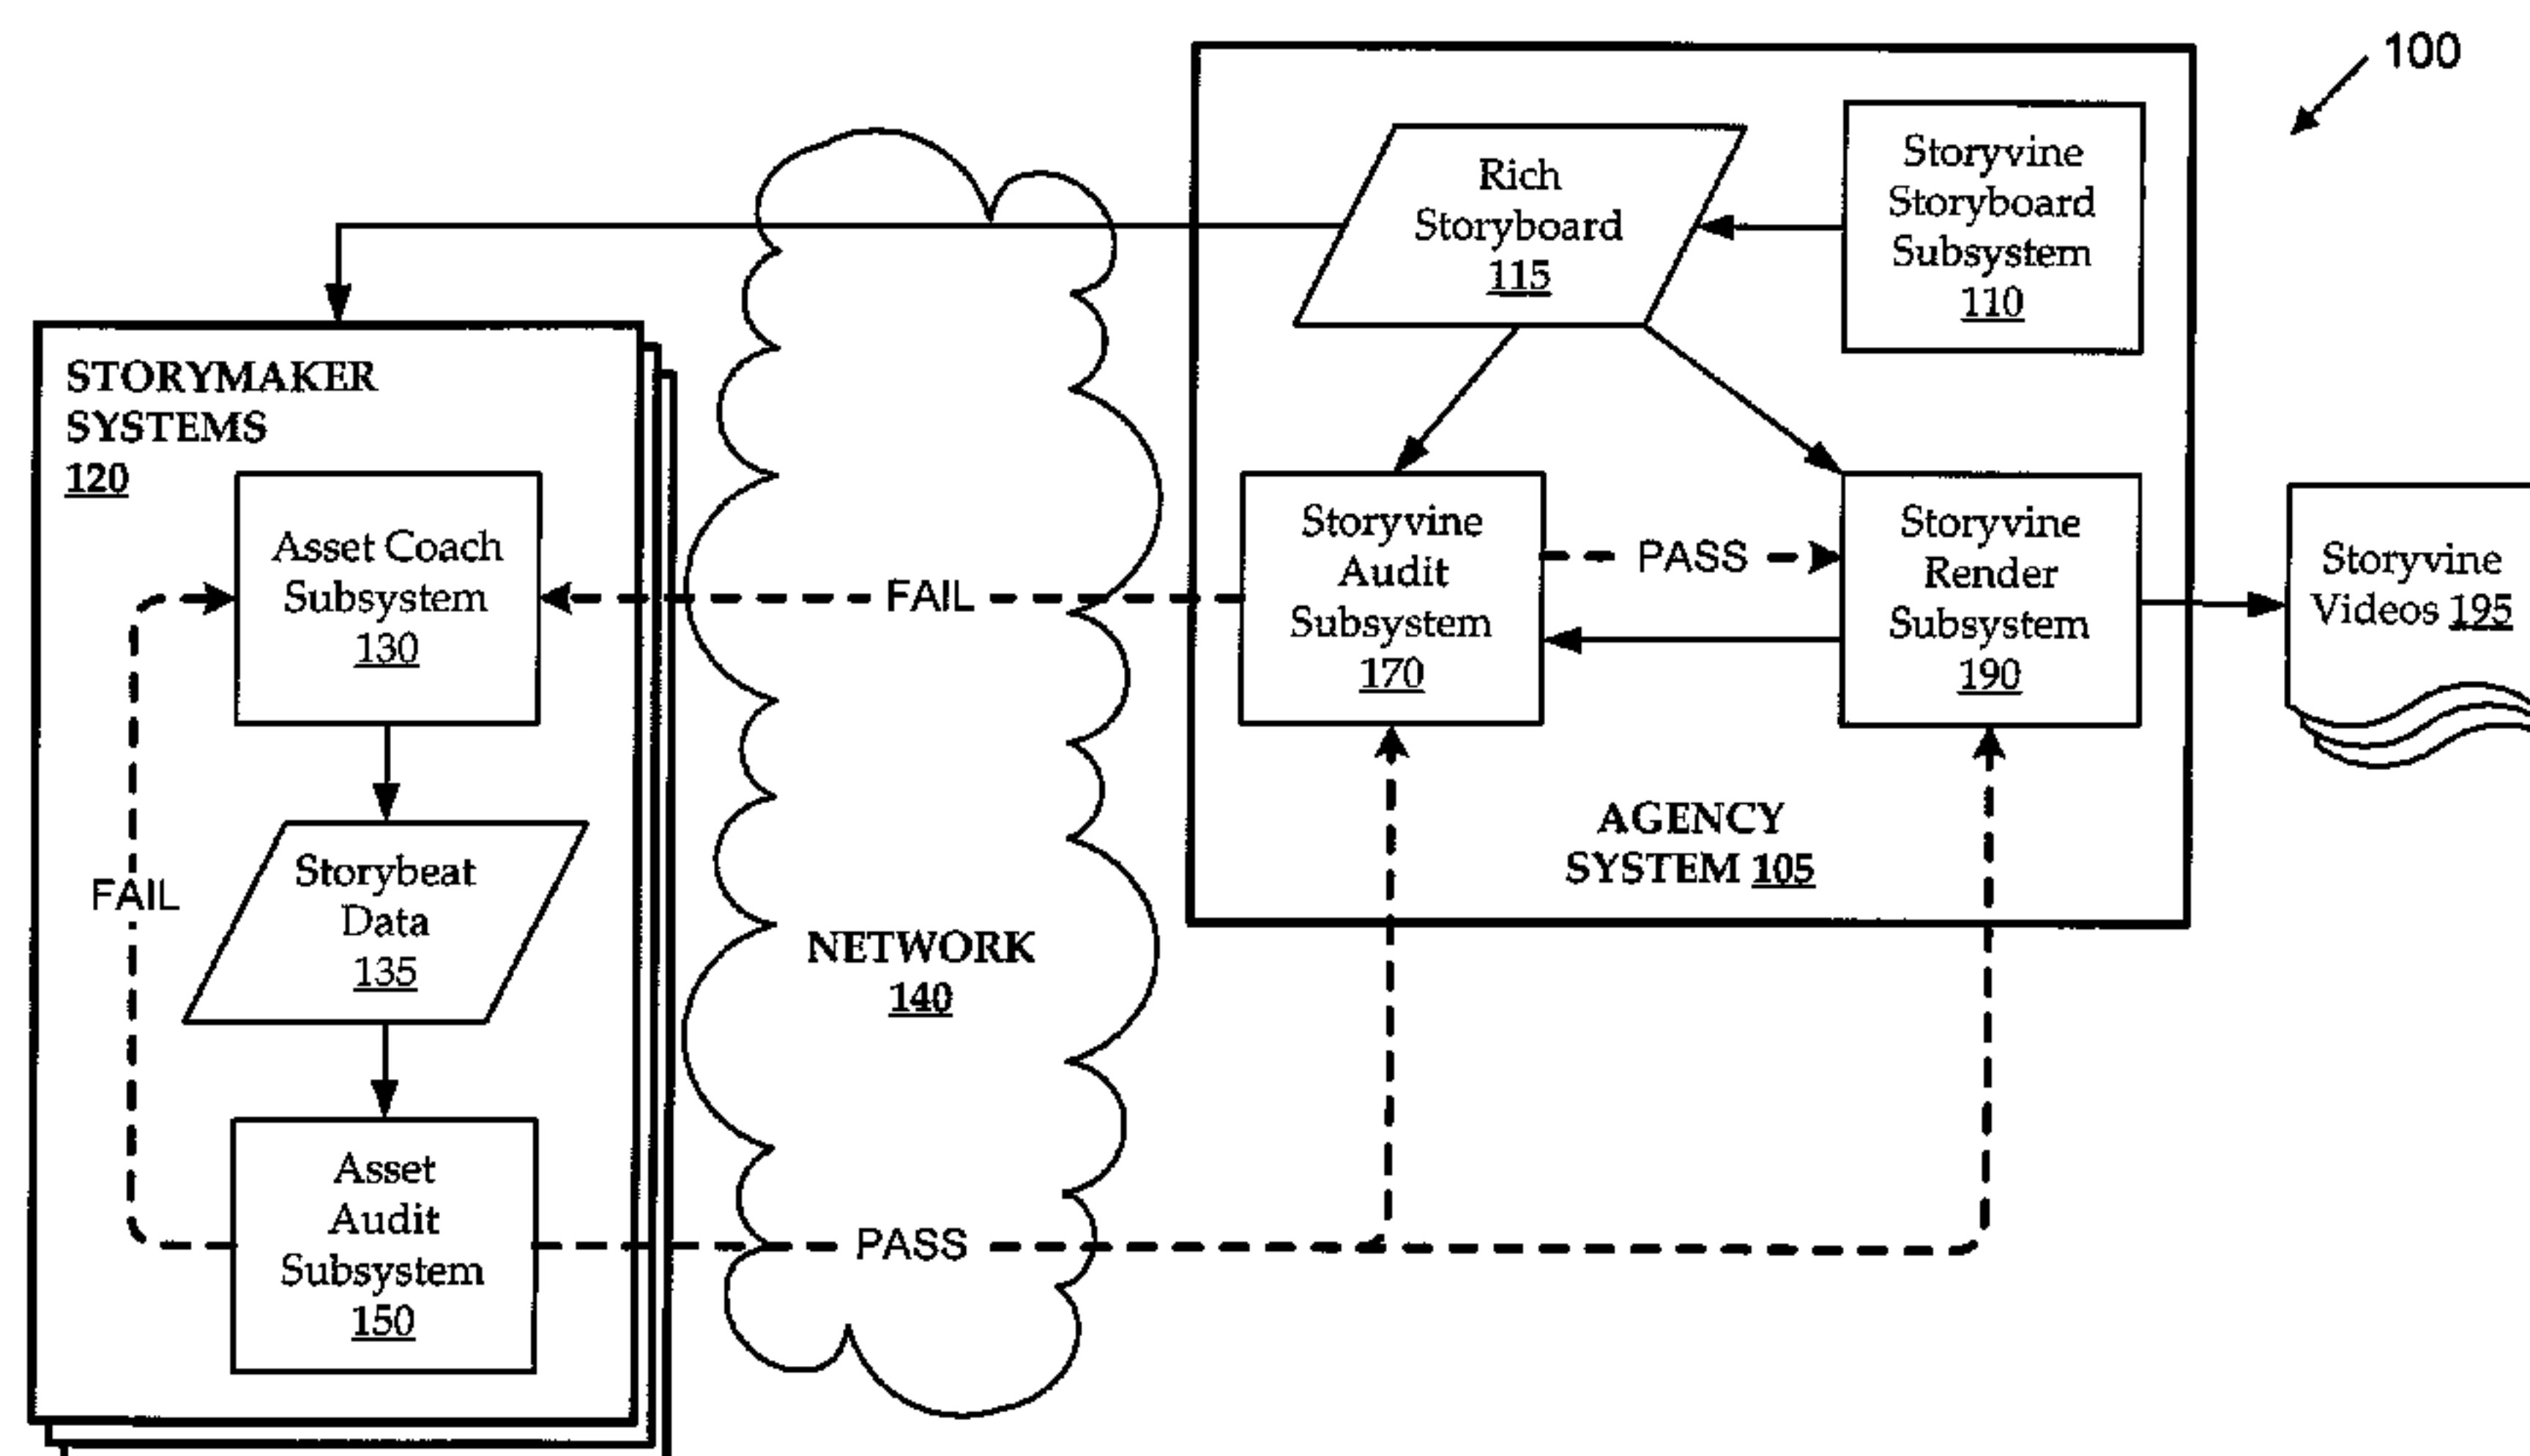 100
Rich
Storyboard
115
Storyvine
Storyboard
Subsystem
110
STORYMAKER
SYSTEMS
120
Asset Coach
Subsystem
130
FAIL
Storyvine
Audit
Subsystem
170
PASS
Storyvine
Render
Subsystem
190
Storyvine
Videos 195
AGENCY
SYSTEM 105
FAIL
Storybeat
Data
135
NETWORK
140
Asset
Audit
Subsystem
150
PASS